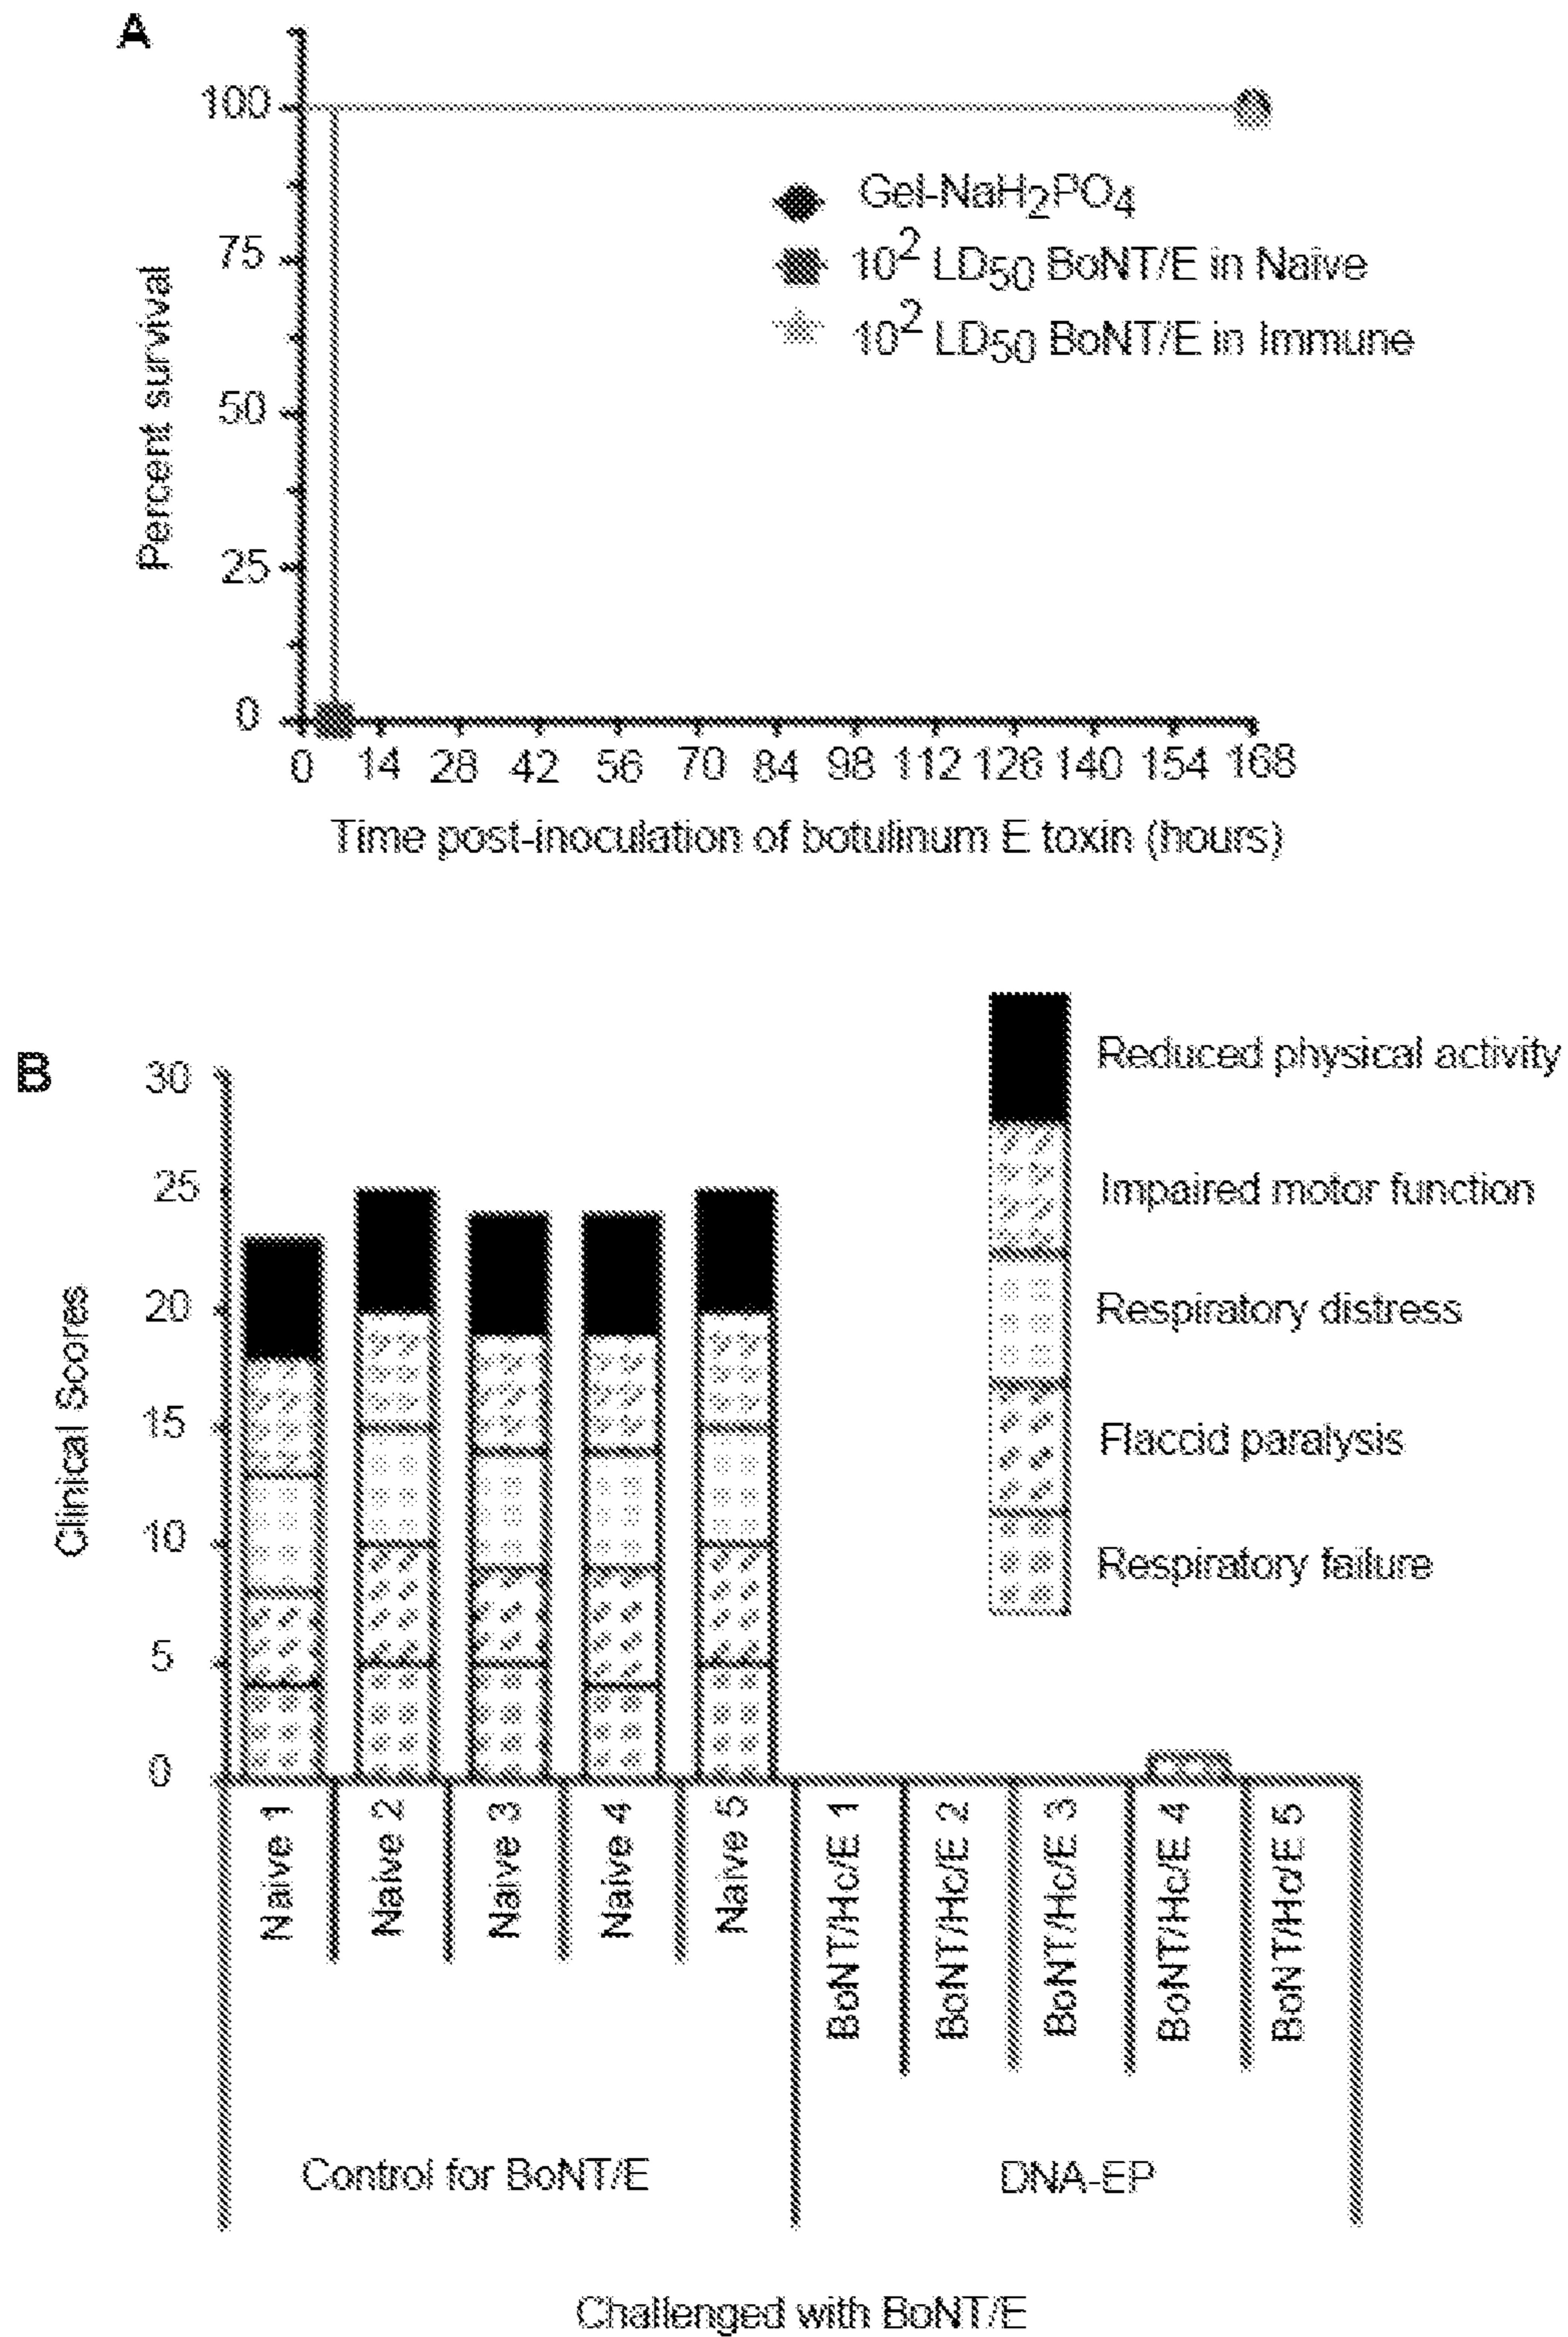 A
100
75
50
25
0
Percent survival
Gel-NaH2PO4
10^2 LD50 BoNT/E in Naive
10^2 LD50 BoNT/E in Immune
0 14 28 42 56 70 84 98 112 126 140 154 168
Time post-inoculation of botulinum E toxin (hours)
B
30
25
20
15
10
5
0
Clinical Scores
Reduced physical activity
Impaired motor function
Respiratory distress
Flaccid paralysis
Respiratory failure
Naive 1
Naive 2
Naive 3
Naive 4
Naive 5
BoNT/Hc/E 1
BoNT/Hc/E 2
BoNT/Hc/E 3
BoNT/Hc/E 4
BoNT/Hc/E 5
Control for BoNT/E
DNA-EP
Challenged with BoNT/E